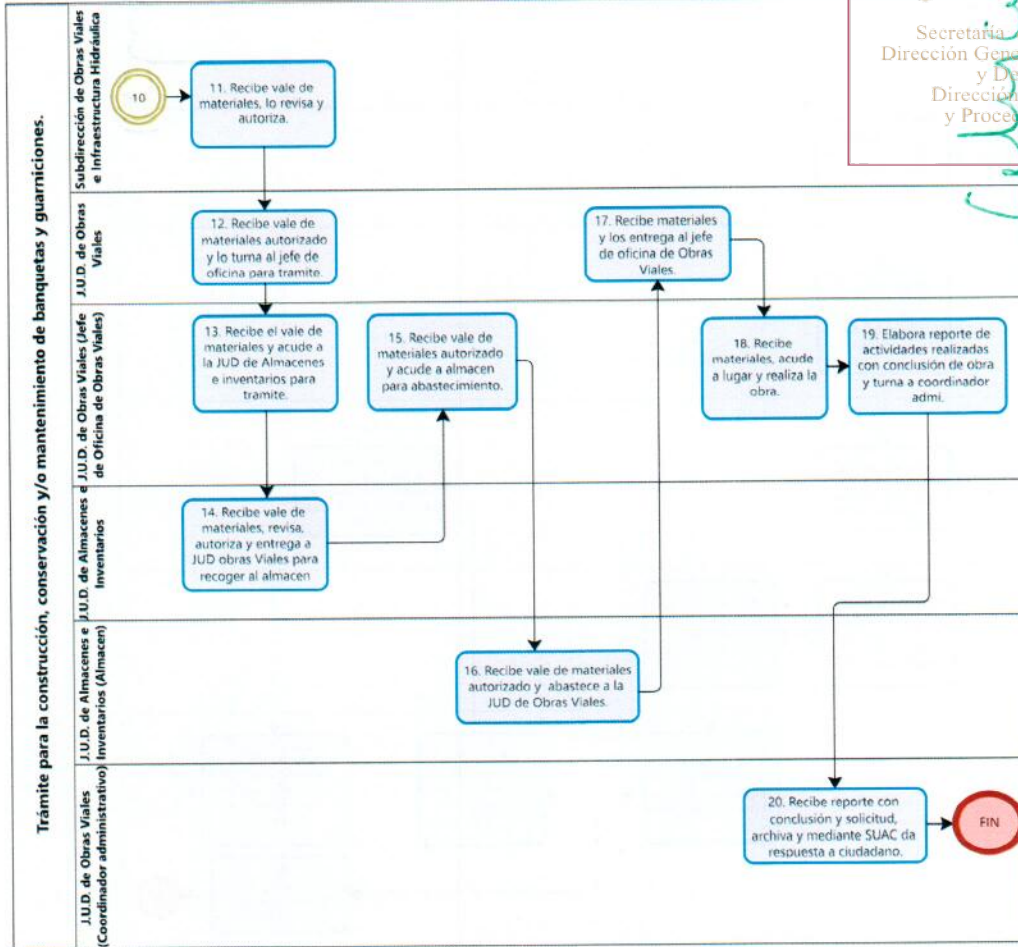 Trámite para la construcción, conservación y/o mantenimiento de banquetas y guarniciones.
Subdirección de Obras Viales
e Infraestructura Hidráulica
10
11. Recibe vale de
materiales, lo revisa y
autoriza.
Secretaría
Dirección Gene
y De
Dirección
y Proced
J.U.D. de Obras
Viales
12. Recibe vale de
materiales autorizado
y lo turna al jefe de
oficina para tramite.
17. Recibe materiales
y los entrega al jefe
de oficina de Obras
Viales.
J.U.D. de Obras Viales (Jefe
de Oficina de Obras Viales)
13. Recibe el vale de
materiales y acude a
la JUD de Almacenes
e inventarios para
tramite.
15. Recibe vale de
materiales autorizado
y acude a almacen
para abastecimiento.
18. Recibe
materiales, acude
a lugar y realiza la
obra.
19. Elabora reporte de
actividades realizadas
con conclusión de obra
y turna a coordinador
admi.
J.U.D. de Almacenes e
Inventarios
14. Recibe vale de
materiales, revisa,
autoriza y entrega a
JUD obras Viales para
recoger al almacen
J.U.D. de Almacenes e
Inventarios (Almacen)
16. Recibe vale de materiales
autorizado y abastece a la
JUD de Obras Viales.
J.U.D. de Obras Viales
(Coordinador administrativo)
20. Recibe reporte con
conclusión y solicitud,
archiva y mediante SUAC da
respuesta a ciudadano.
FIN